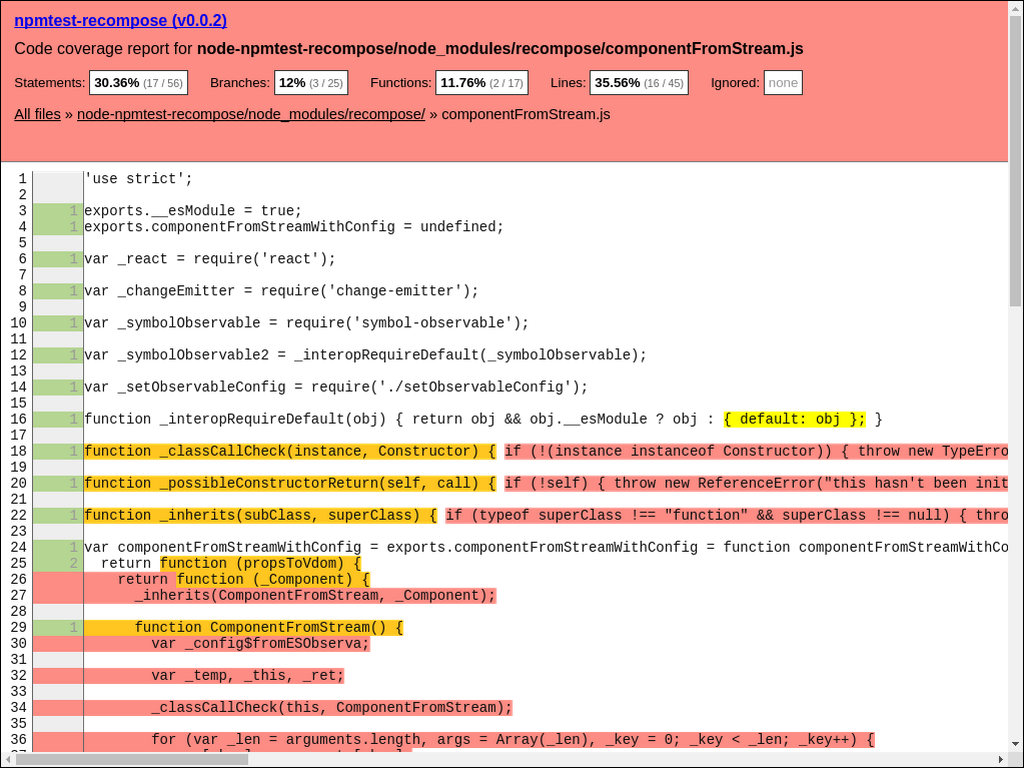 npmtest-recompose (v0.0.2)
Code coverage report for node-npmtest-recompose/node_modules/recompose/componentFromStream.js
Statements: 30.36% (17 / 56) Branches: 12% (3 / 25) Functions: 11.76% (2 / 17) Lines: 35.56% (16 / 45) Ignored: none
All files » node-npmtest-recompose/node_modules/recompose/ » componentFromStream.js
1 'use strict';
2
3 1 exports.__esModule = true;
4 1 exports.componentFromStreamWithConfig = undefined;
5
6 1 var _react = require('react');
7
8 1 var _changeEmitter = require('change-emitter');
9
10 1 var _symbolObservable = require('symbol-observable');
11
12 1 var _symbolObservable2 = _interopRequireDefault(_symbolObservable);
13
14 1 var _setObservableConfig = require('./setObservableConfig');
15
16 1 function _interopRequireDefault(obj) { return obj && obj.__esModule ? obj : { default: obj }; }
17
18 1 function _classCallCheck(instance, Constructor) { if (!(instance instanceof Constructor)) { throw new TypeErro
19
20 1 function _possibleConstructorReturn(self, call) { if (!self) { throw new ReferenceError("this hasn't been init
21
22 1 function _inherits(subClass, superClass) { if (typeof superClass !== "function" && superClass !== null) { thro
23
24 1 var componentFromStreamWithConfig = exports.componentFromStreamWithConfig = function componentFromStreamWithCo
25 2 return function (propsToVdom) {
26 return function (_Component) {
27 _inherits(ComponentFromStream, _Component);
28
29 1 function ComponentFromStream() {
30 var _config$fromESObserva;
31
32 var _temp, _this, _ret;
33
34 _classCallCheck(this, ComponentFromStream);
35
36 for (var _len = arguments.length, args = Array(_len), _key = 0; _key < _len; _key++) {